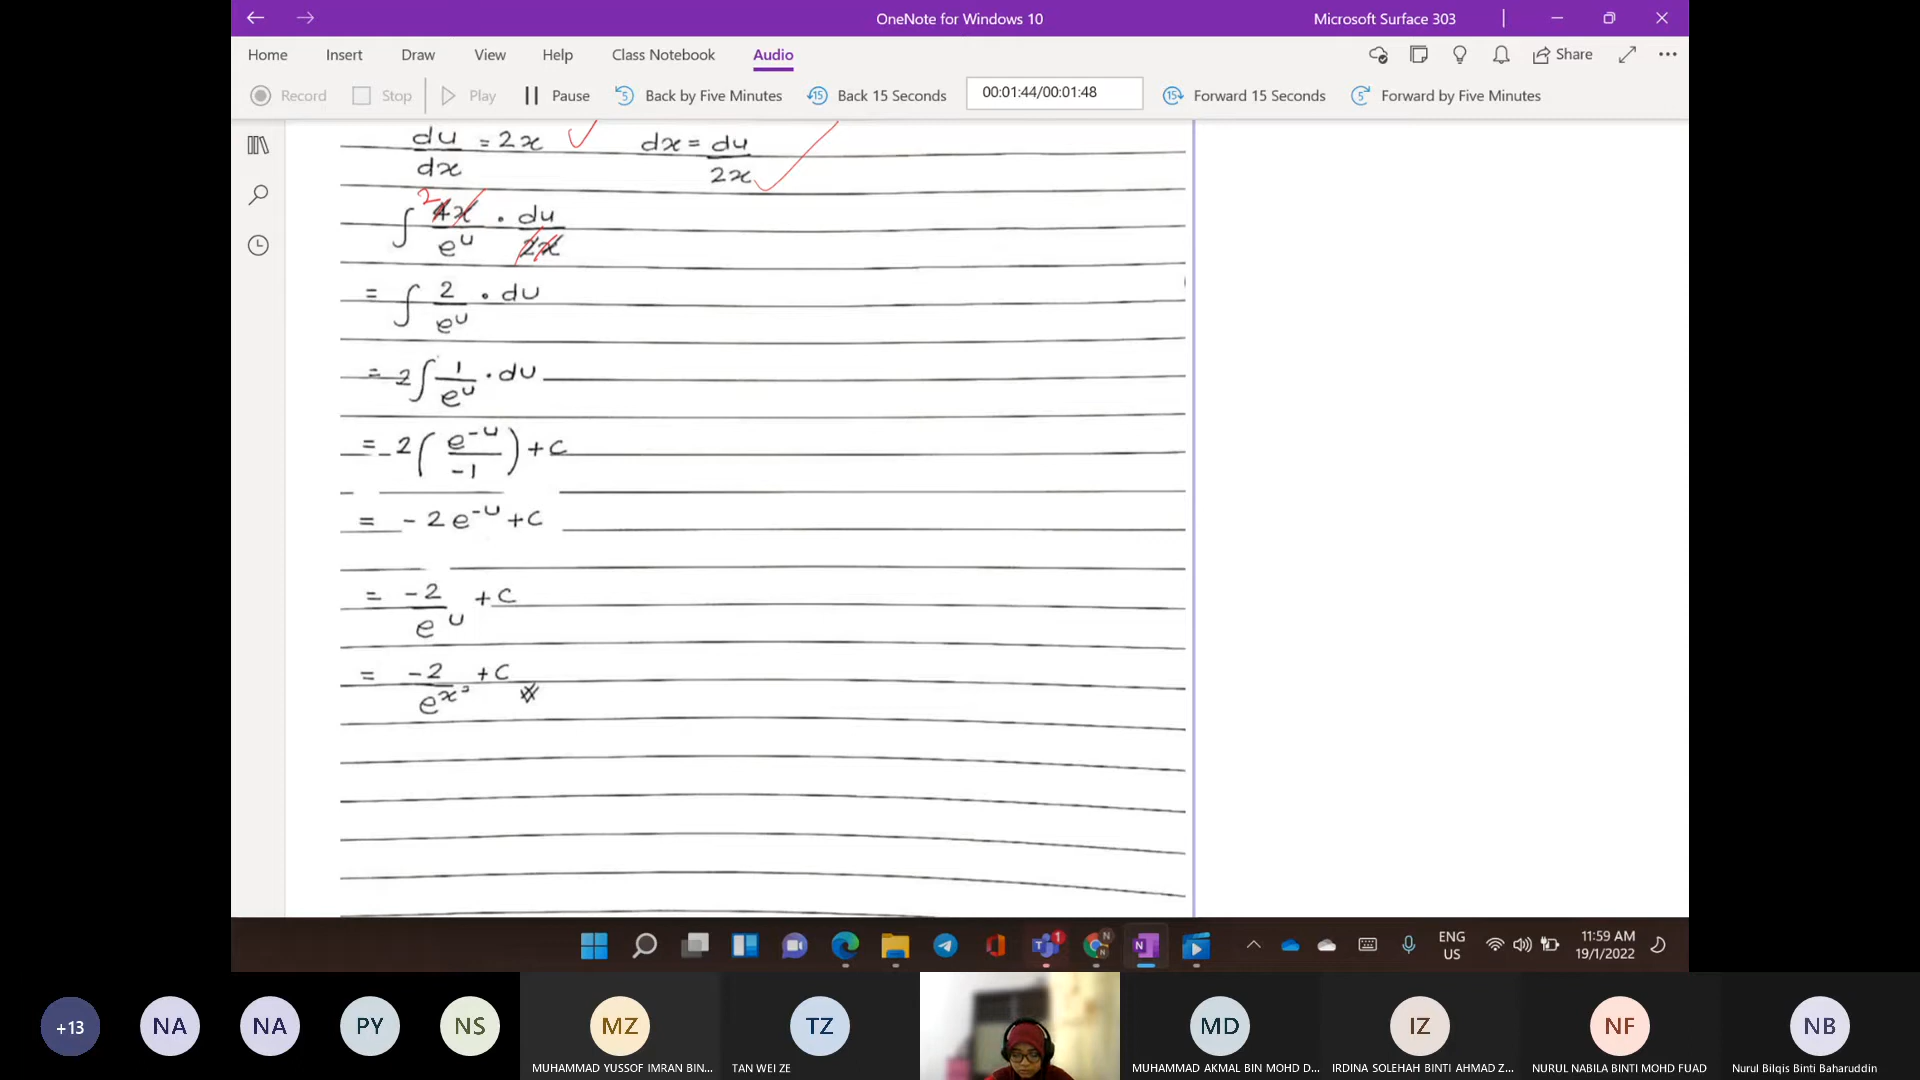 OneNote for Windows 10
Microsoft Surface 303
Home Insert Draw View Help Class Notebook Audio
Share
Record Stop Play Pause Back by Five Minutes Back 15 Seconds 00:01:44/00:01:48 Forward 15 Seconds Forward by Five Minutes
du/dx = 2x dx = du/2x
2
∫ 4x/e^u · du/2x
= ∫ 2/e^u · du
= 2 ∫ 1/e^u · du
= 2 ( e^-u / -1 ) + c
= -2e^-u + c
= -2/e^u + c
= -2/e^x² + c
ENG
US
11:59 AM
19/1/2022
+13
NA
NA
PY
NS
MZ
MUHAMMAD YUSSOF IMRAN BIN...
TZ
TAN WEI ZE
MD
MUHAMMAD AKMAL BIN MOHD D...
IZ
IRDINA SOLEHAH BINTI AHMAD Z...
NF
NURUL NABILA BINTI MOHD FUAD
NB
Nurul Bilqis Binti Baharuddin